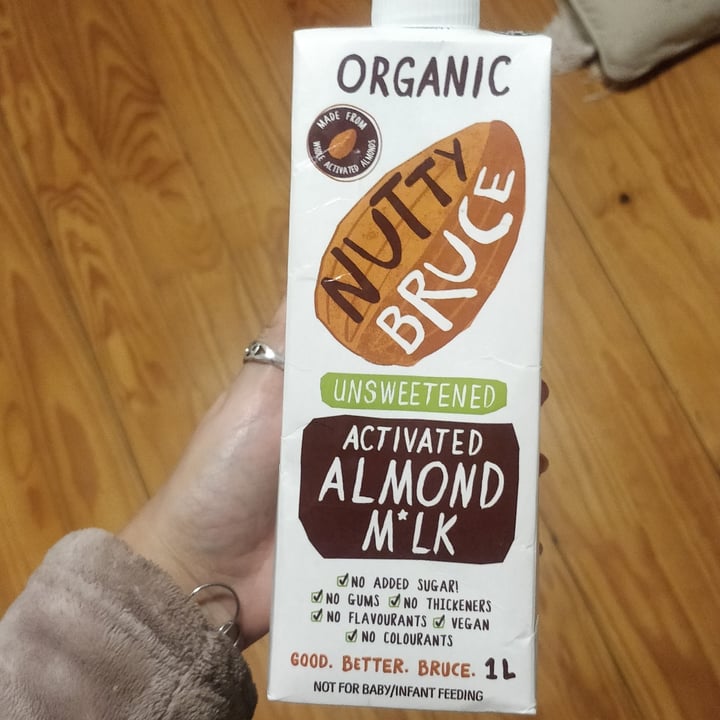 ORGANIC
MADE FROM
WHOLE ACTIVATED ALMONDS
NUTTY
BRUCE
UNSWEETENED
ACTIVATED
ALMOND
M*LK
NO ADDED SUGAR!
NO GUMS NO THICKENERS
NO FLAVOURANTS VEGAN
NO COLOURANTS
GOOD. BETTER. BRUCE. 1L
NOT FOR BABY/INFANT FEEDING